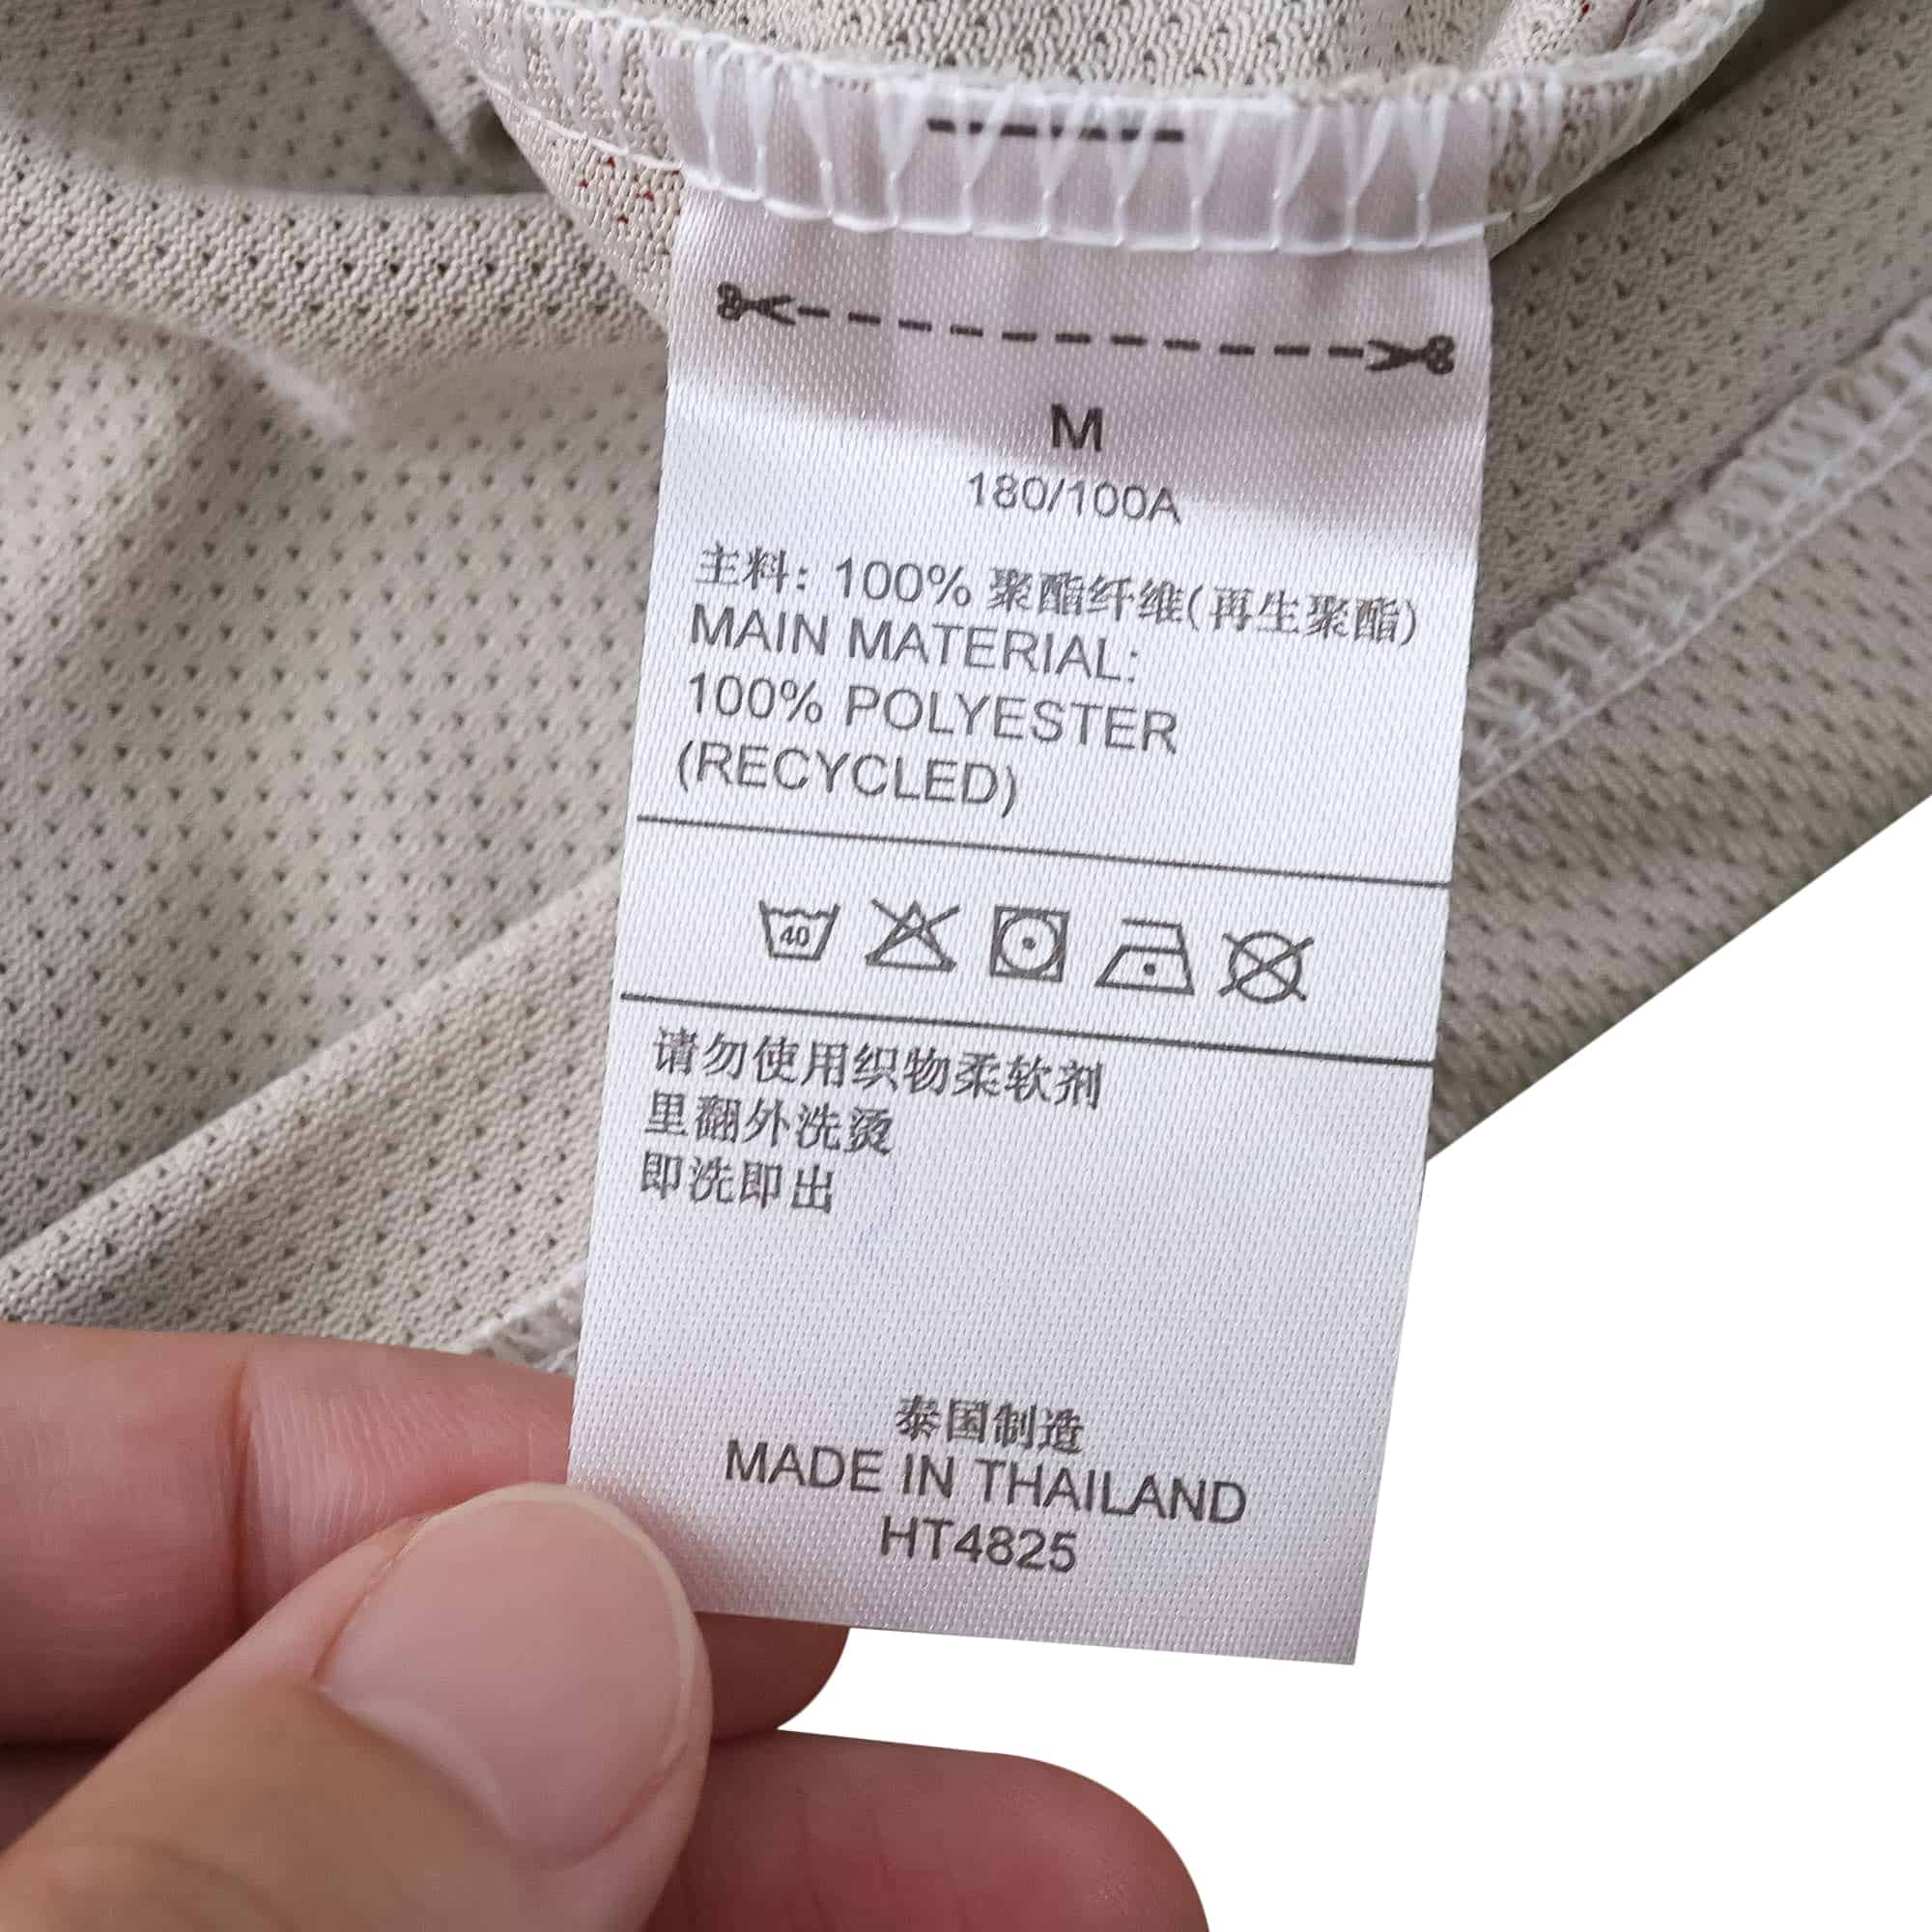 M
180/100A
主料: 100% 聚酯纤维(再生聚酯)
MAIN MATERIAL:
100% POLYESTER
(RECYCLED)
40
请勿使用织物柔软剂
里翻外洗烫
即洗即出
泰国制造
MADE IN THAILAND
HT4825